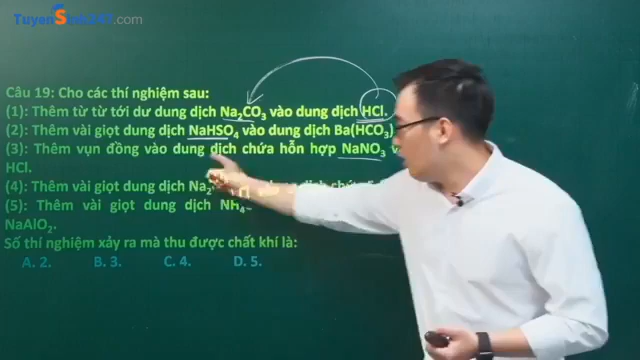 TuyenSinh247.com
Câu 19: Cho các thí nghiệm sau:
(1): Thêm từ từ tới dư dung dịch Na₂CO₃ vào dung dịch HCl.
(2): Thêm vài giọt dung dịch NaHSO₄ vào dung dịch Ba(HCO₃)
(3): Thêm vụn đồng vào dung dịch chứa hỗn hợp NaNO₃
HCl.
(4): Thêm vài giọt dung dịch Na₂
(5): Thêm vài giọt dung dịch NH₄
NaAlO₂.
Số thí nghiệm xảy ra mà thu được chất khí là:
A. 2. B. 3. C. 4. D. 5.